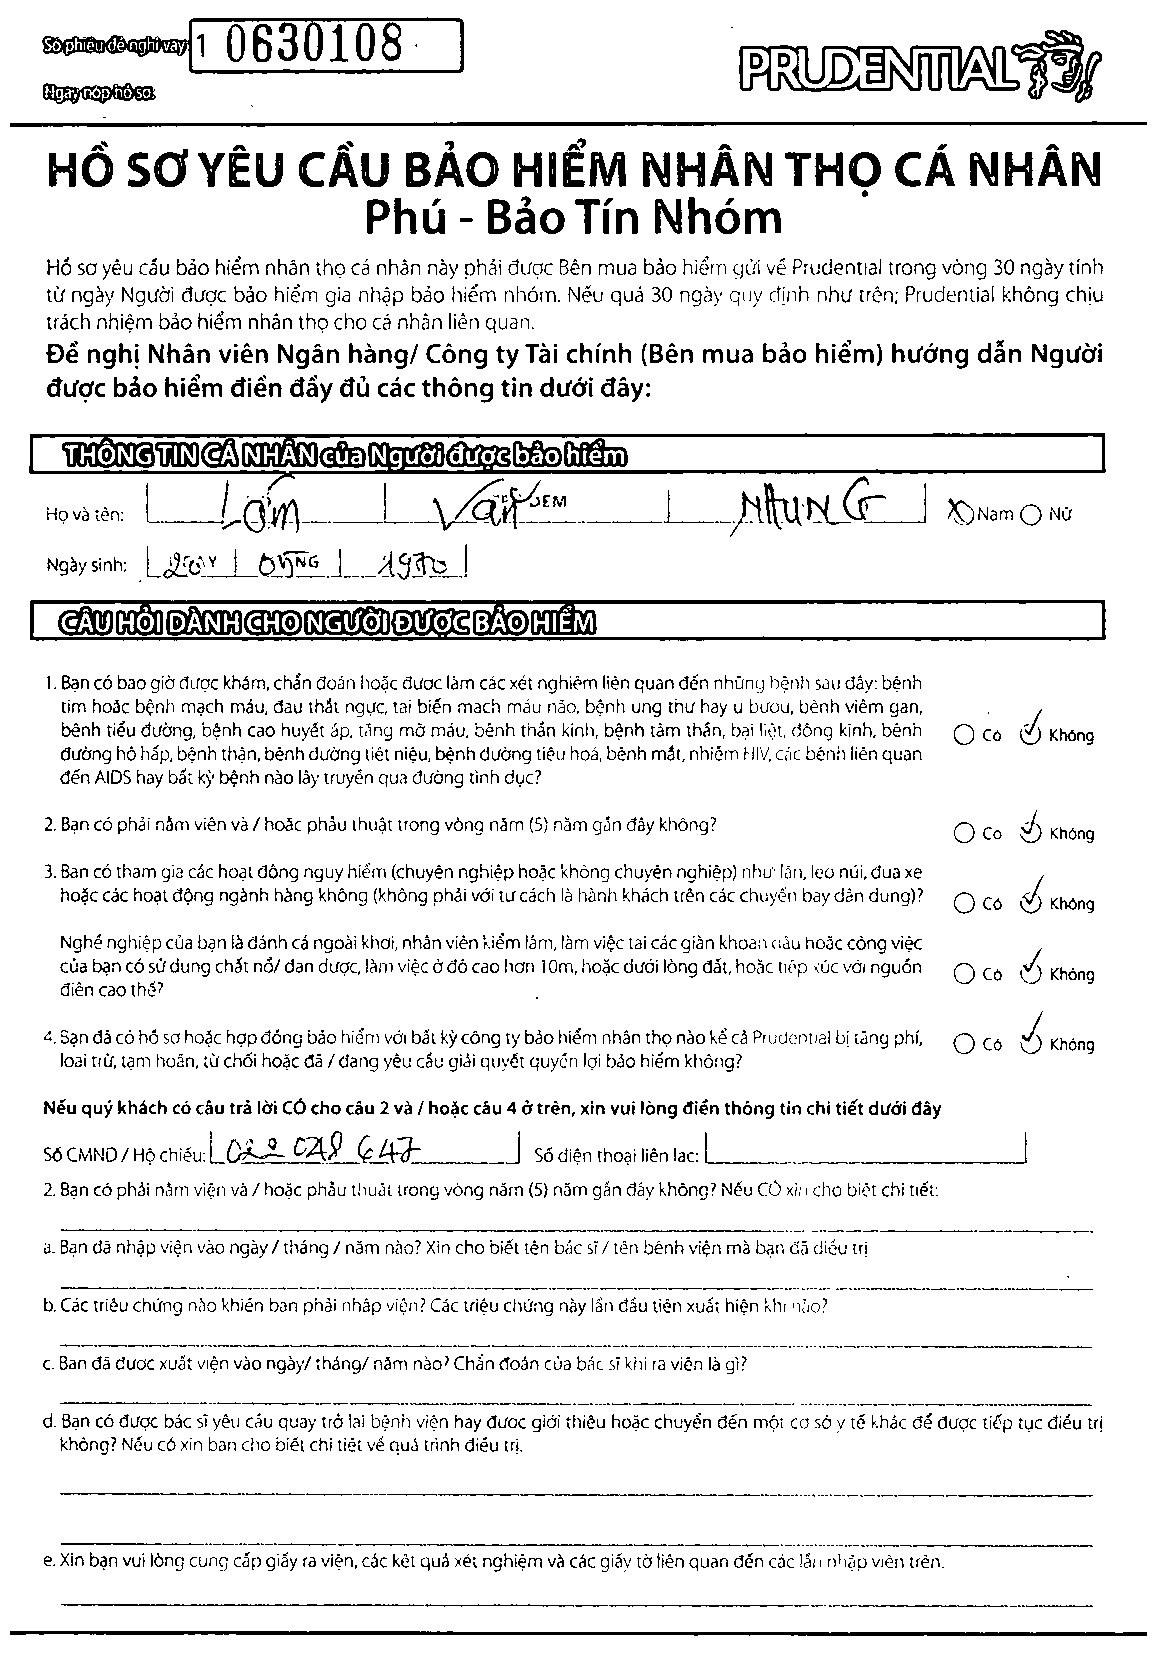 Số phiếu đề nghị vay 1 0630108
PRUDENTIAL
Ngày nộp hồ sơ:
HỒ SƠ YÊU CẦU BẢO HIỂM NHÂN THỌ CÁ NHÂN
Phú - Bảo Tín Nhóm
Hồ sơ yêu cầu bảo hiểm nhân thọ cá nhân này phải được Bên mua bảo hiểm gửi về Prudential trong vòng 30 ngày tính
từ ngày Người được bảo hiểm gia nhập bảo hiểm nhóm. Nếu quá 30 ngày quy định như trên; Prudential không chịu
trách nhiệm bảo hiểm nhân thọ cho cá nhân liên quan.
Đề nghị Nhân viên Ngân hàng/ Công ty Tài chính (Bên mua bảo hiểm) hướng dẫn Người
được bảo hiểm điền đầy đủ các thông tin dưới đây:
THÔNG TIN CÁ NHÂN của Người được bảo hiểm
Họ và tên: Văn NHUNG Nam Nữ
Ngày sinh: 1970
CÂU HỎI DÀNH CHO NGƯỜI ĐƯỢC BẢO HIỂM
1. Bạn có bao giờ được khám, chẩn đoán hoặc được làm các xét nghiệm liên quan đến những bệnh sau đây: bệnh
tim hoặc bệnh mạch máu, đau thắt ngực, tai biến mạch máu não, bệnh ung thư hay u bướu, bệnh viêm gan,
bệnh tiểu đường, bệnh cao huyết áp, tăng mỡ máu, bệnh thần kinh, bệnh tâm thần, bại liệt, động kinh, bệnh
đường hô hấp, bệnh thận, bệnh đường tiết niệu, bệnh đường tiêu hoá, bệnh mắt, nhiễm HIV, các bệnh liên quan
đến AIDS hay bất kỳ bệnh nào lây truyền qua đường tình dục?
Có Không
2. Bạn có phải nằm viện và / hoặc phẫu thuật trong vòng năm (5) năm gần đây không?
Có Không
3. Bạn có tham gia các hoạt động nguy hiểm (chuyên nghiệp hoặc không chuyên nghiệp) như: lặn, leo núi, đua xe
hoặc các hoạt động ngành hàng không (không phải với tư cách là hành khách trên các chuyến bay dân dụng)?
Có Không
Nghề nghiệp của bạn là đánh cá ngoài khơi, nhân viên kiểm lâm, làm việc tại các giàn khoan dầu hoặc công việc
của bạn có sử dụng chất nổ/ đạn dược, làm việc ở độ cao hơn 10m, hoặc dưới lòng đất, hoặc tiếp xúc với nguồn
điện cao thế?
Có Không
4. Bạn đã có hồ sơ hoặc hợp đồng bảo hiểm với bất kỳ công ty bảo hiểm nhân thọ nào kể cả Prudential bị tăng phí,
loại trừ, tạm hoãn, từ chối hoặc đã / đang yêu cầu giải quyết quyền lợi bảo hiểm không?
Có Không
Nếu quý khách có câu trả lời CÓ cho câu 2 và / hoặc câu 4 ở trên, xin vui lòng điền thông tin chi tiết dưới đây
Số CMND / Hộ chiếu: 022 048 647 Số điện thoại liên lạc:
2. Bạn có phải nằm viện và / hoặc phẫu thuật trong vòng năm (5) năm gần đây không? Nếu CÓ xin cho biết chi tiết:
a. Bạn đã nhập viện vào ngày / tháng / năm nào? Xin cho biết tên bác sĩ / tên bệnh viện mà bạn đã điều trị
b. Các triệu chứng nào khiến bạn phải nhập viện? Các triệu chứng này lần đầu tiên xuất hiện khi nào?
c. Bạn đã được xuất viện vào ngày/ tháng/ năm nào? Chẩn đoán của bác sĩ khi ra viện là gì?
d. Bạn có được bác sĩ yêu cầu quay trở lại bệnh viện hay được giới thiệu hoặc chuyển đến một cơ sở y tế khác để được tiếp tục điều trị
không? Nếu có xin bạn cho biết chi tiết về quá trình điều trị.
e. Xin bạn vui lòng cung cấp giấy ra viện, các kết quả xét nghiệm và các giấy tờ liên quan đến các lần nhập viện trên.